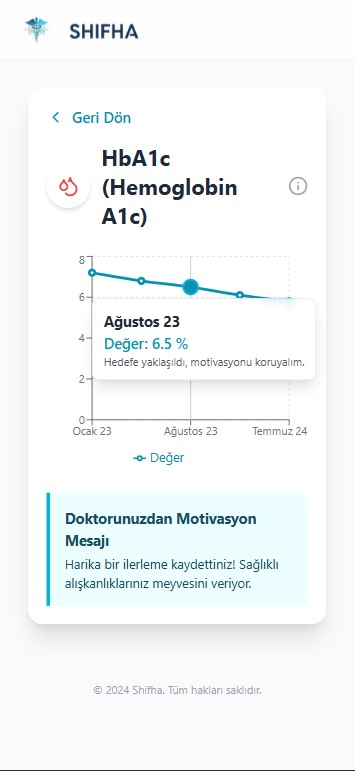 SHIFHA
Geri Dön
HbA1c
(Hemoglobin
A1c)
8
6
Ağustos 23
Değer: 6.5 %
Hedefe yaklaşıldı, motivasyonu koruyalım.
4
2
0
Ocak 23 Ağustos 23 Temmuz 24
Değer
Doktorunuzdan Motivasyon
Mesajı
Harika bir ilerleme kaydettiniz! Sağlıklı
alışkanlıklarınız meyvesini veriyor.
© 2024 Shifha. Tüm hakları saklıdır.